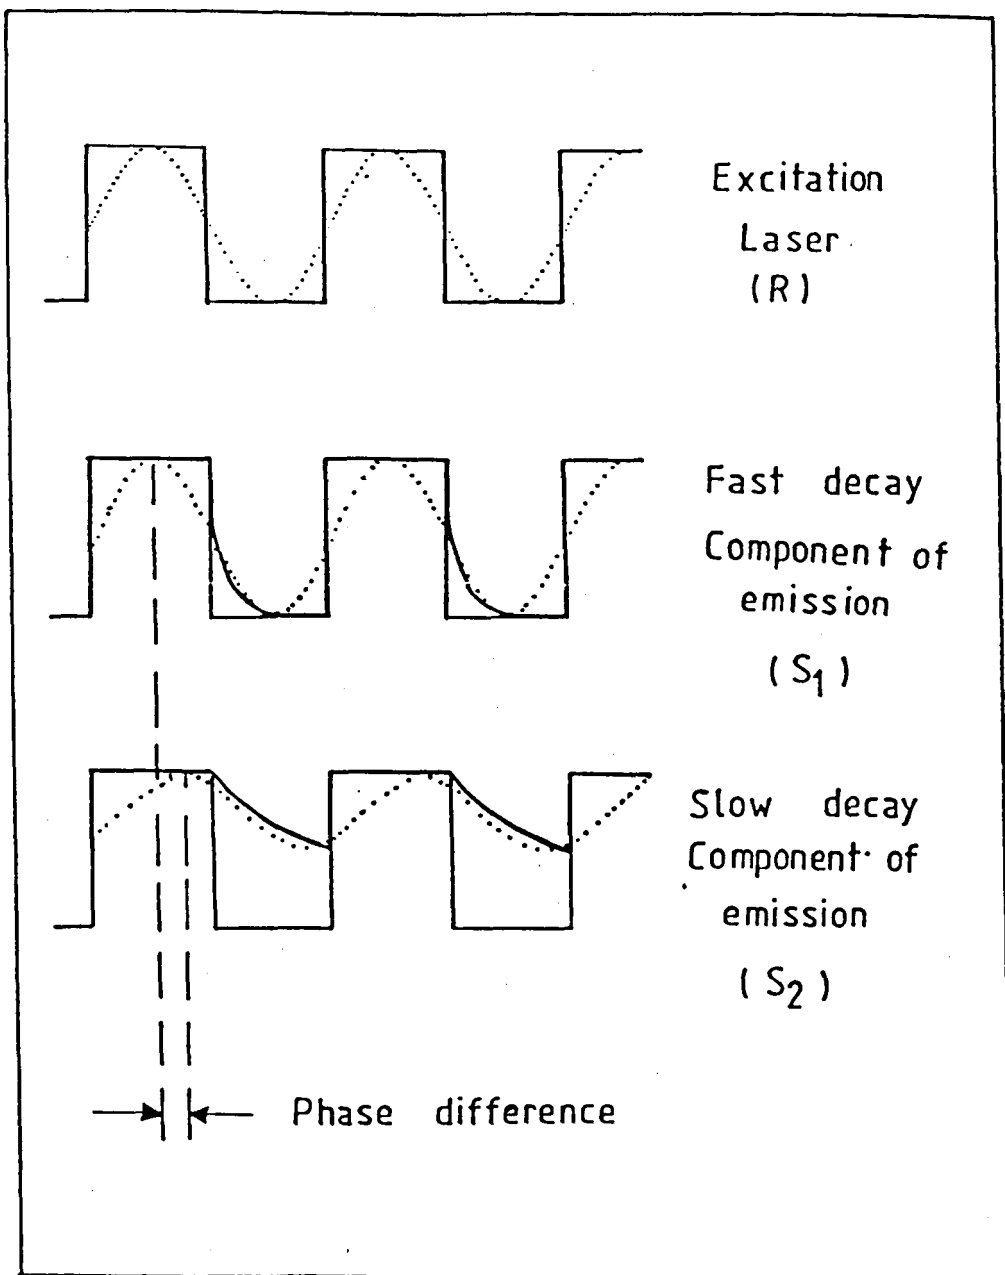 Excitation
Laser
(R)
Fast decay
Component of
emission
(S₁)
Slow decay
Component of
emission
(S₂)
Phase difference